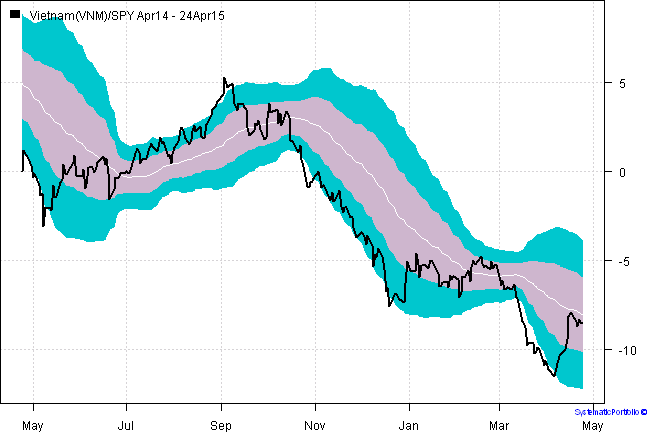 Vietnam(VNM)/SPY Apr14 - 24Apr15
5
0
-5
-10
SystematicPortfolio ©
May Jul Sep Nov Jan Mar May